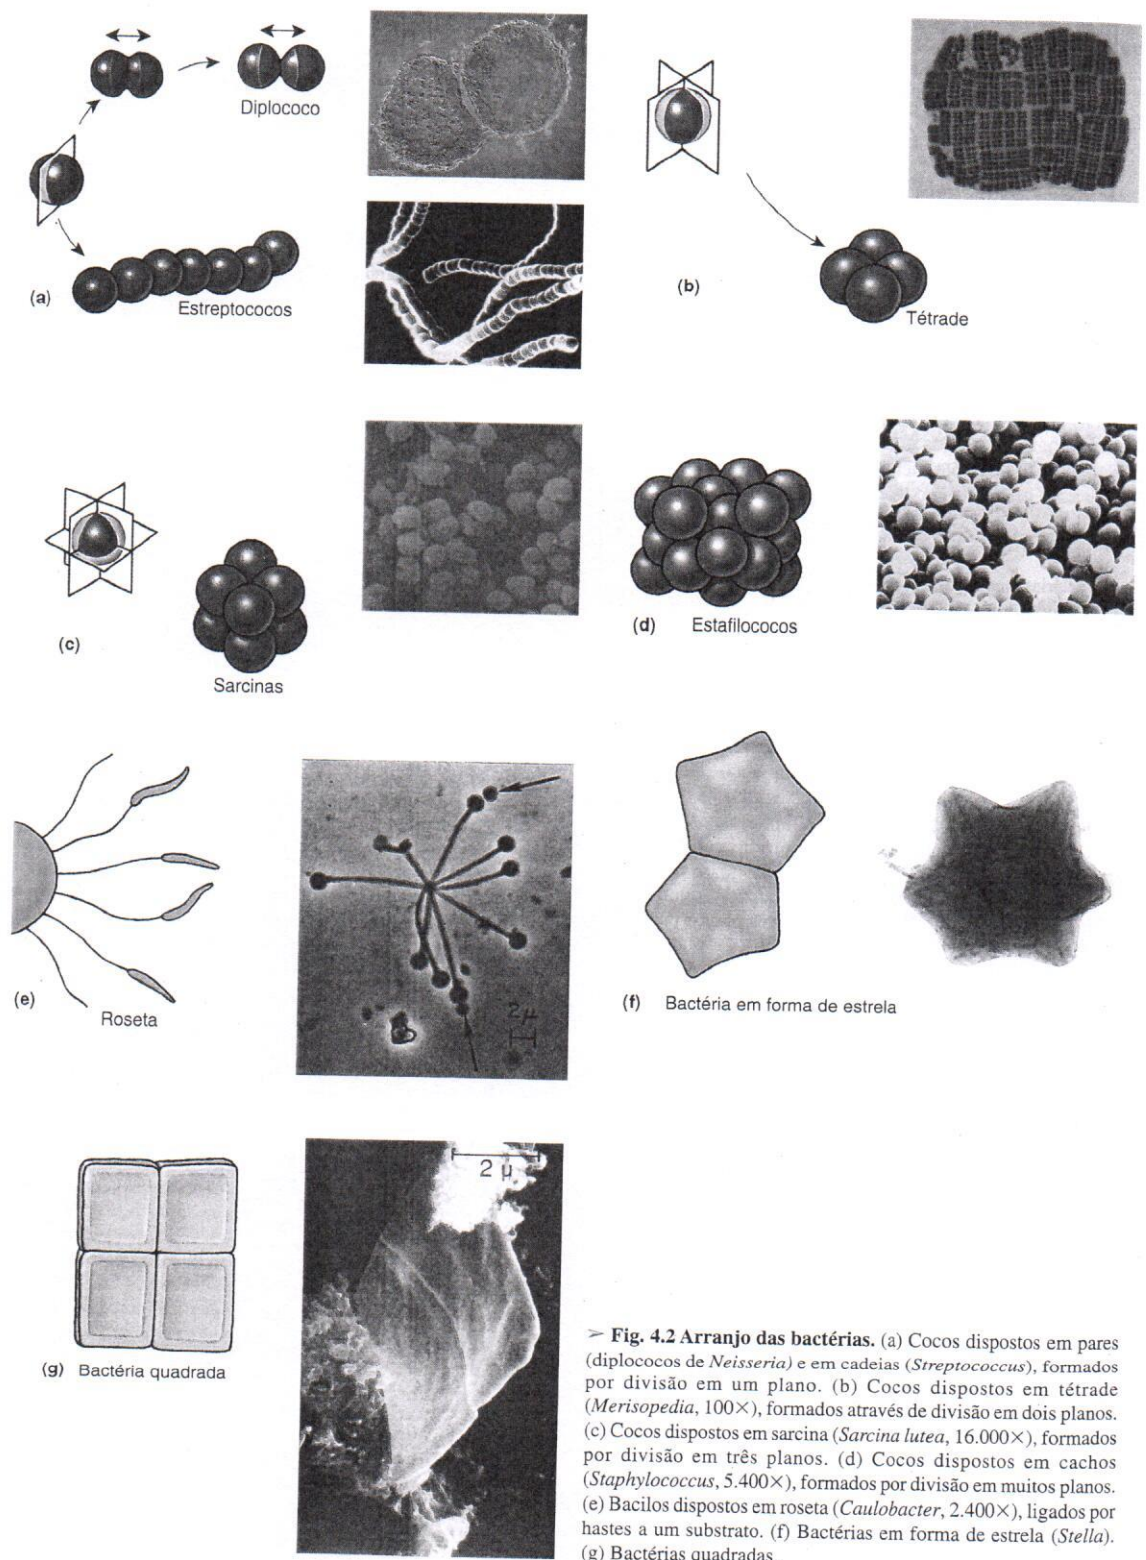 Diplococo
(a)
Estreptococos
(b)
Tétrade
(c)
Sarcinas
(d) Estafilococos
(e)
Roseta
2 μ
(f) Bactéria em forma de estrela
(g) Bactéria quadrada
2 μ
➢ Fig. 4.2 Arranjo das bactérias. (a) Cocos dispostos em pares
(diplococos de Neisseria) e em cadeias (Streptococcus), formados
por divisão em um plano. (b) Cocos dispostos em tétrade
(Merisopedia, 100×), formados através de divisão em dois planos.
(c) Cocos dispostos em sarcina (Sarcina lutea, 16.000×), formados
por divisão em três planos. (d) Cocos dispostos em cachos
(Staphylococcus, 5.400×), formados por divisão em muitos planos.
(e) Bacilos dispostos em roseta (Caulobacter, 2.400×), ligados por
hastes a um substrato. (f) Bactérias em forma de estrela (Stella).
(g) Bactérias quadradas